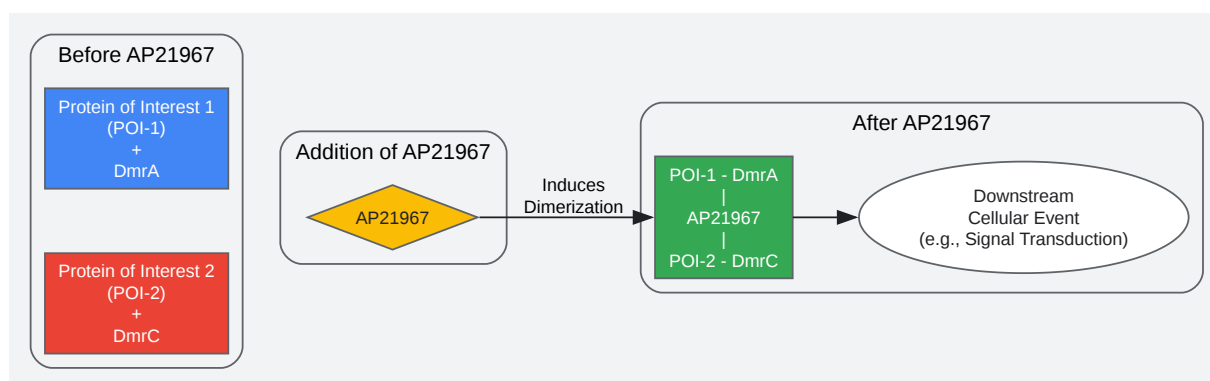 Before AP21967
Protein of Interest 1
(POI-1)
+
DmrA
Protein of Interest 2
(POI-2)
+
DmrC
Addition of AP21967
AP21967
Induces
Dimerization
After AP21967
POI-1 - DmrA
|
AP21967
|
POI-2 - DmrC
Downstream
Cellular Event
(e.g., Signal Transduction)